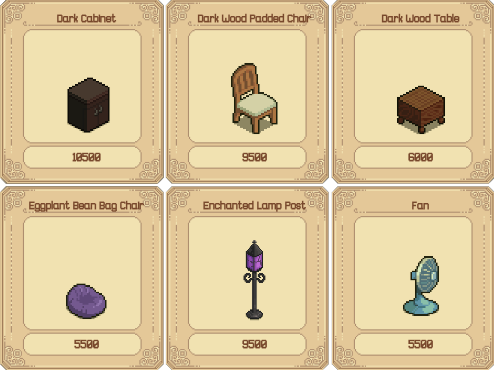 Dark Cabinet
Dark Wood Padded Chair
Dark Wood Table
10500
9500
6000
Eggplant Bean Bag Chair
Enchanted Lamp Post
Fan
5500
9500
5500